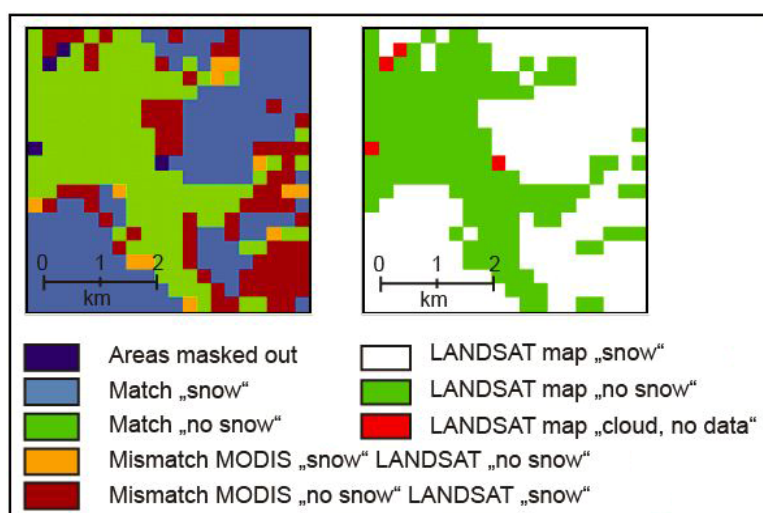 0 1 2
km
0 1 2
km
Areas masked out
Match „snow“
Match „no snow“
Mismatch MODIS „snow“ LANDSAT „no snow“
Mismatch MODIS „no snow“ LANDSAT „snow“
LANDSAT map „snow“
LANDSAT map „no snow“
LANDSAT map „cloud, no data“